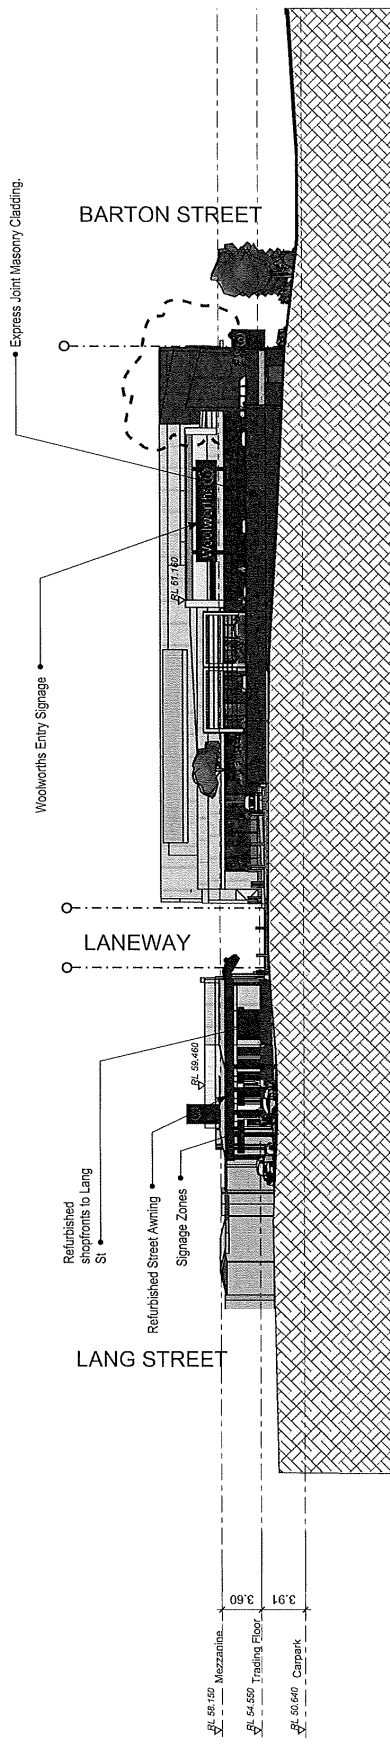 Express Joint Masonry Cladding.
Woolworths Entry Signage
Refurbished
shopfronts to Lang
St
Refurbished Street Awning
Signage Zones
BARTON STREET
LANEWAY
LANG STREET
Woolworths
RL 61.160
RL 59.460
RL 58.150 Mezzanine
3.60
RL 54.550 Trading Floor
3.91
RL 50.640 Carpark